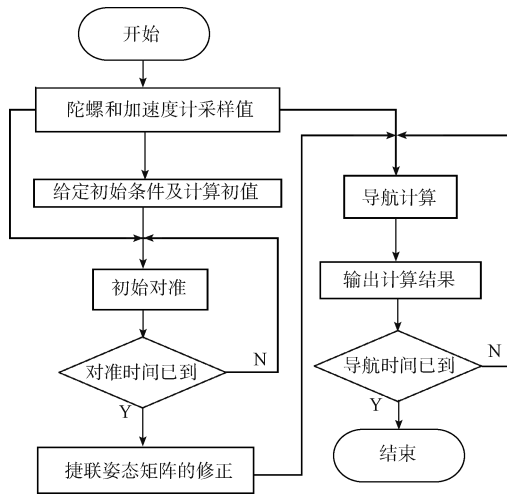 开始
陀螺和加速度计采样值
给定初始条件及计算初值
初始对准
对准时间已到
N
Y
捷联姿态矩阵的修正
导航计算
输出计算结果
导航时间已到
N
Y
结束